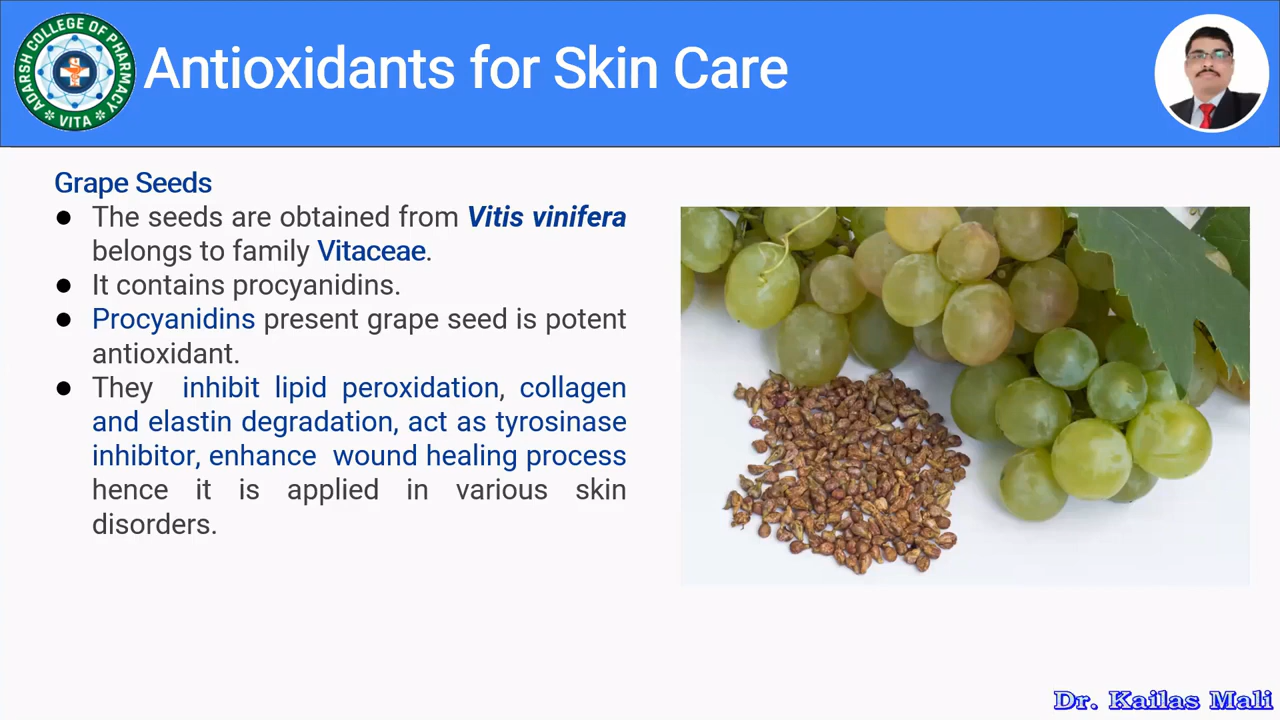 ADARSH COLLEGE OF PHARMACY
VITA
Antioxidants for Skin Care
Grape Seeds
● The seeds are obtained from Vitis vinifera
belongs to family Vitaceae.
● It contains procyanidins.
● Procyanidins present grape seed is potent
antioxidant.
● They inhibit lipid peroxidation, collagen
and elastin degradation, act as tyrosinase
inhibitor, enhance wound healing process
hence it is applied in various skin
disorders.
Dr. Kailas Mali